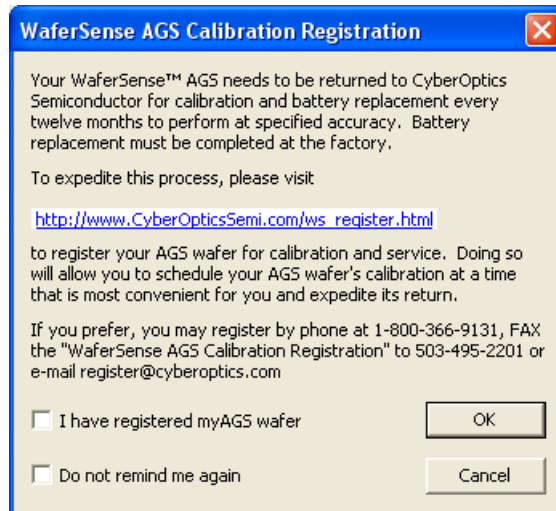 WaferSense AGS Calibration Registration
Your WaferSense™ AGS needs to be returned to CyberOptics
Semiconductor for calibration and battery replacement every
twelve months to perform at specified accuracy. Battery
replacement must be completed at the factory.
To expedite this process, please visit
http://www.CyberOpticsSemi.com/ws_register.html
to register your AGS wafer for calibration and service. Doing so
will allow you to schedule your AGS wafer's calibration at a time
that is most convenient for you and expedite its return.
If you prefer, you may register by phone at 1-800-366-9131, FAX
the "WaferSense AGS Calibration Registration" to 503-495-2201 or
e-mail register@cyberoptics.com
I have registered myAGS wafer
OK
Do not remind me again
Cancel